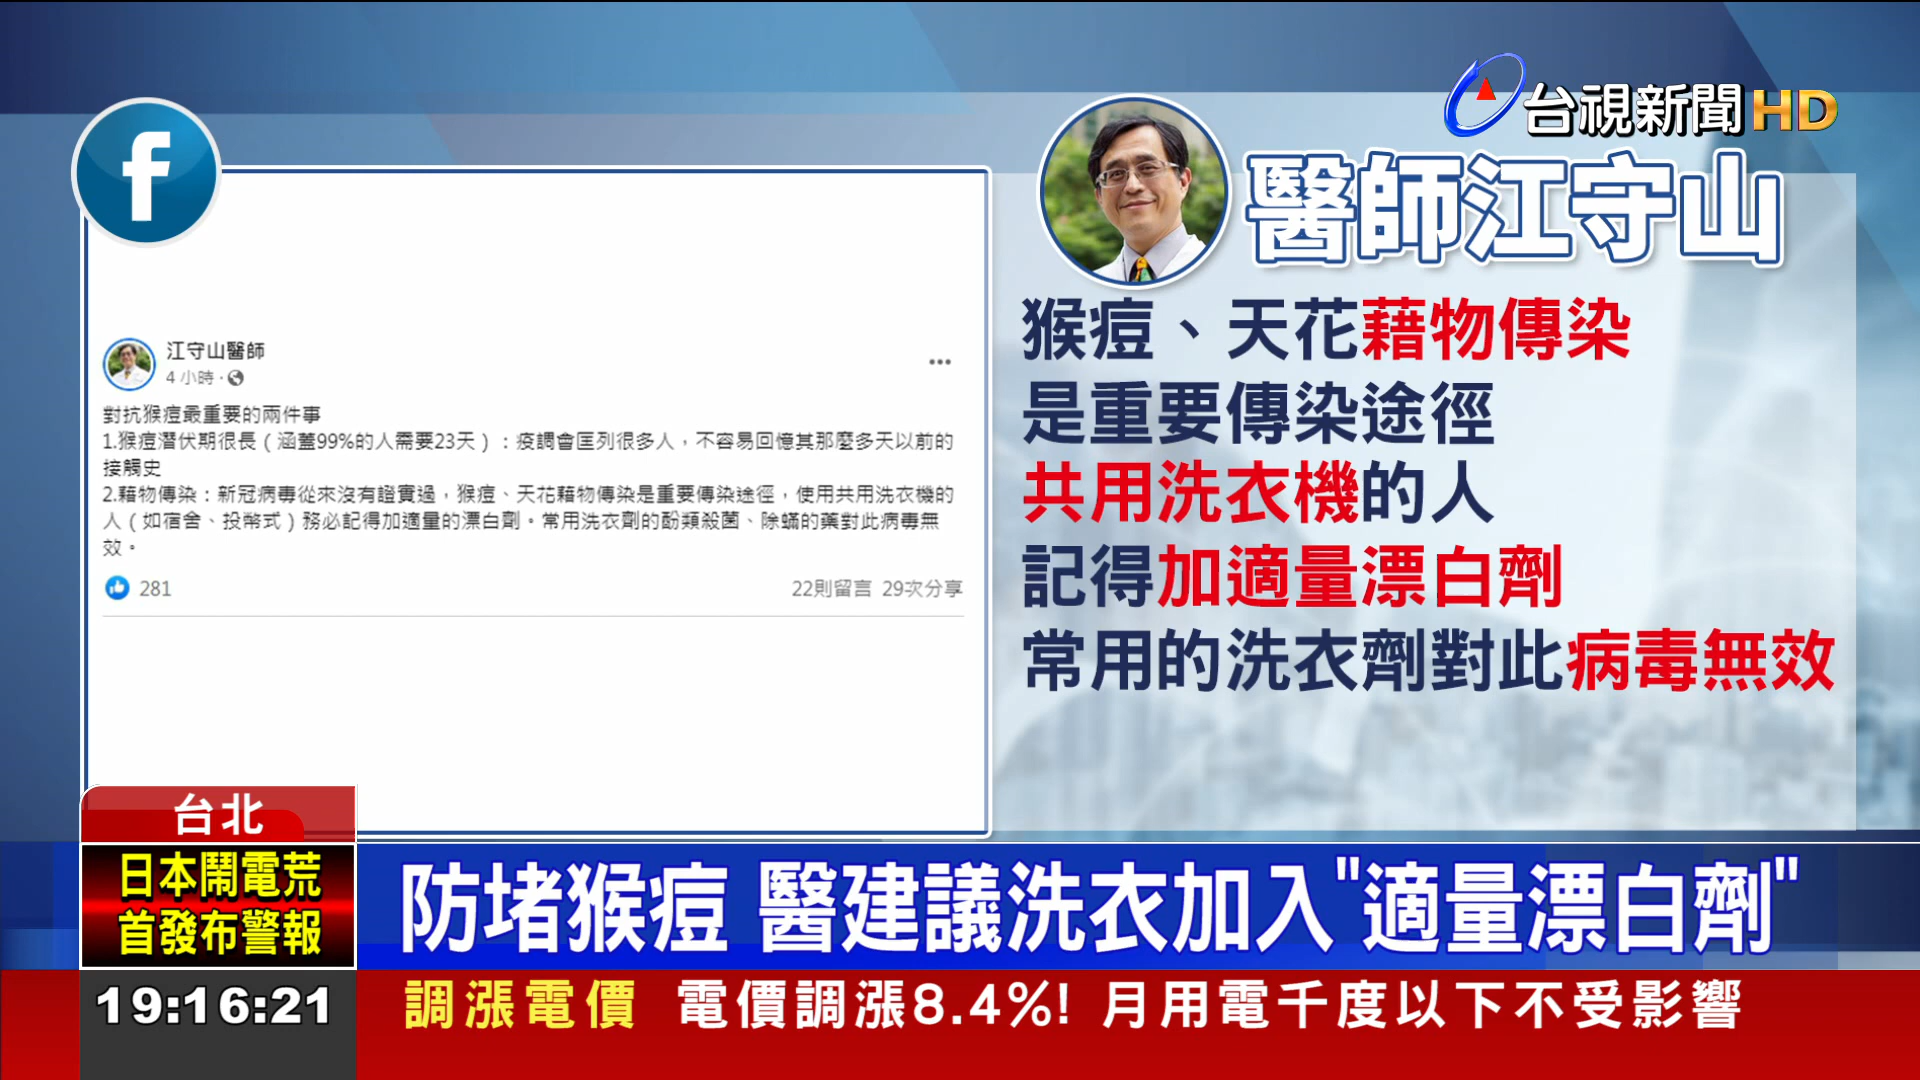 台視新聞HD
f
醫師江守山
江守山醫師
4 小時
對抗猴痘最重要的兩件事
1.猴痘潛伏期很長（涵蓋99%的人需要23天）：疫調會匡列很多人，不容易回憶其那麼多天以前的
接觸史
2.藉物傳染：新冠病毒從來沒有證實過，猴痘、天花藉物傳染是重要傳染途徑，使用共用洗衣機的
人（如宿舍、投幣式）務必記得加適量的漂白劑。常用洗衣劑的酚類殺菌、除蟎的藥對此病毒無
效。
281
22則留言 29次分享
猴痘、天花藉物傳染
是重要傳染途徑
共用洗衣機的人
記得加適量漂白劑
常用的洗衣劑對此病毒無效
台北
日本鬧電荒
首發布警報
防堵猴痘 醫建議洗衣加入"適量漂白劑"
19:16:21
調漲電價 電價調漲8.4%! 月用電千度以下不受影響